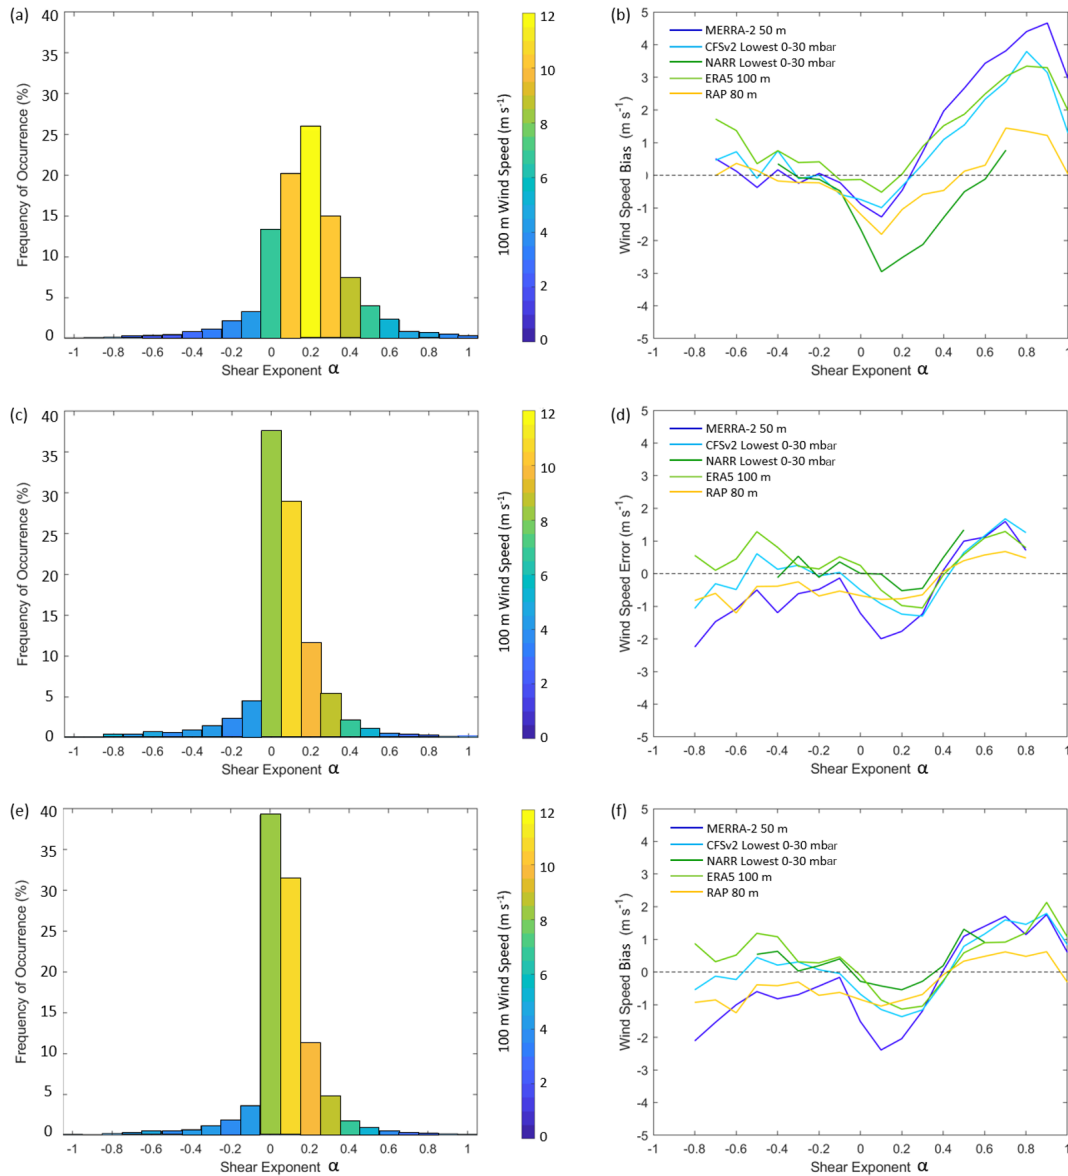 (a)
40
35
30
25
20
15
10
5
0
Frequency of Occurrence (%)
-1 -0.8 -0.6 -0.4 -0.2 0 0.2 0.4 0.6 0.8 1
Shear Exponent α
12
10
8
6
4
2
0
100 m Wind Speed (m s⁻¹)
(b)
5
4
3
2
1
0
-1
-2
-3
-4
-5
Wind Speed Bias (m s⁻¹)
MERRA-2 50 m
CFSv2 Lowest 0-30 mbar
NARR Lowest 0-30 mbar
ERA5 100 m
RAP 80 m
-1 -0.8 -0.6 -0.4 -0.2 0 0.2 0.4 0.6 0.8 1
Shear Exponent α
(c)
40
35
30
25
20
15
10
5
0
Frequency of Occurrence (%)
-1 -0.8 -0.6 -0.4 -0.2 0 0.2 0.4 0.6 0.8 1
Shear Exponent α
12
10
8
6
4
2
0
100 m Wind Speed (m s⁻¹)
(d)
5
4
3
2
1
0
-1
-2
-3
-4
-5
Wind Speed Error (m s⁻¹)
MERRA-2 50 m
CFSv2 Lowest 0-30 mbar
NARR Lowest 0-30 mbar
ERA5 100 m
RAP 80 m
-1 -0.8 -0.6 -0.4 -0.2 0 0.2 0.4 0.6 0.8 1
Shear Exponent α
(e)
40
35
30
25
20
15
10
5
0
Frequency of Occurrence (%)
-1 -0.8 -0.6 -0.4 -0.2 0 0.2 0.4 0.6 0.8 1
Shear Exponent α
12
10
8
6
4
2
0
100 m Wind Speed (m s⁻¹)
(f)
5
4
3
2
1
0
-1
-2
-3
-4
-5
Wind Speed Bias (m s⁻¹)
MERRA-2 50 m
CFSv2 Lowest 0-30 mbar
NARR Lowest 0-30 mbar
ERA5 100 m
RAP 80 m
-1 -0.8 -0.6 -0.4 -0.2 0 0.2 0.4 0.6 0.8 1
Shear Exponent α